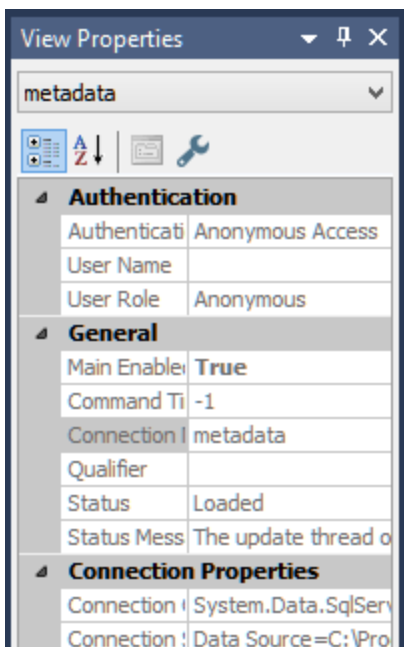 View Properties
metadata
A
Z
Authentication
Authenticati Anonymous Access
User Name
User Role Anonymous
General
Main Enable True
Command Ti -1
Connection metadata
Qualifier
Status Loaded
Status Mess The update thread o
Connection Properties
Connection System.Data.SqlServ
Connection Data Source=C:\Pro